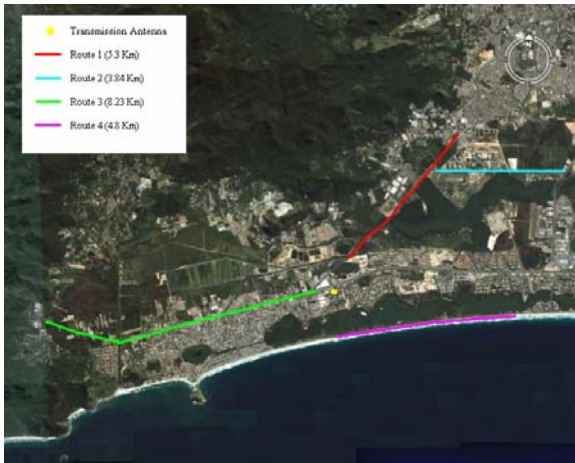 Transmission Antenna
Route 1 (5.3 Km)
Route 2 (3.84 Km)
Route 3 (8.23 Km)
Route 4 (4.8 Km)